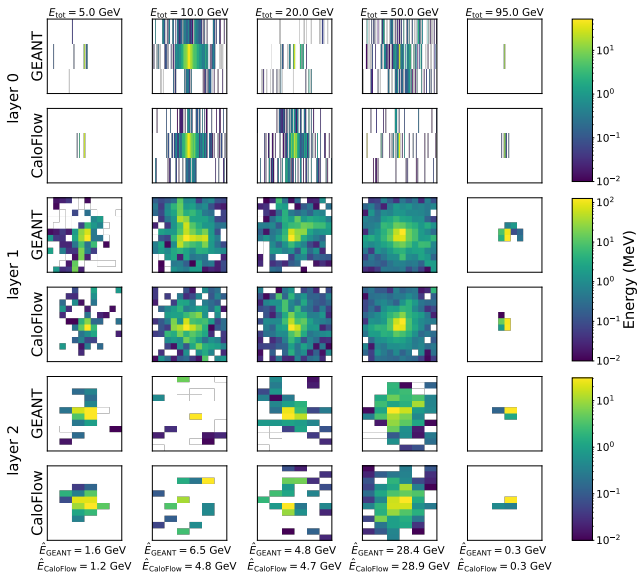 E_tot = 5.0 GeV E_tot = 10.0 GeV E_tot = 20.0 GeV E_tot = 50.0 GeV E_tot = 95.0 GeV
layer 0
GEANT
CaloFlow
10^1
10^0
10^−1
10^−2
layer 1
GEANT
CaloFlow
10^2
10^1
10^0
10^−1
10^−2
Energy (MeV)
layer 2
GEANT
CaloFlow
10^1
10^0
10^−1
10^−2
Ê_GEANT = 1.6 GeV Ê_GEANT = 6.5 GeV Ê_GEANT = 4.8 GeV Ê_GEANT = 28.4 GeV Ê_GEANT = 0.3 GeV
Ê_CaloFlow = 1.2 GeV Ê_CaloFlow = 4.8 GeV Ê_CaloFlow = 4.7 GeV Ê_CaloFlow = 28.9 GeV Ê_CaloFlow = 0.3 GeV